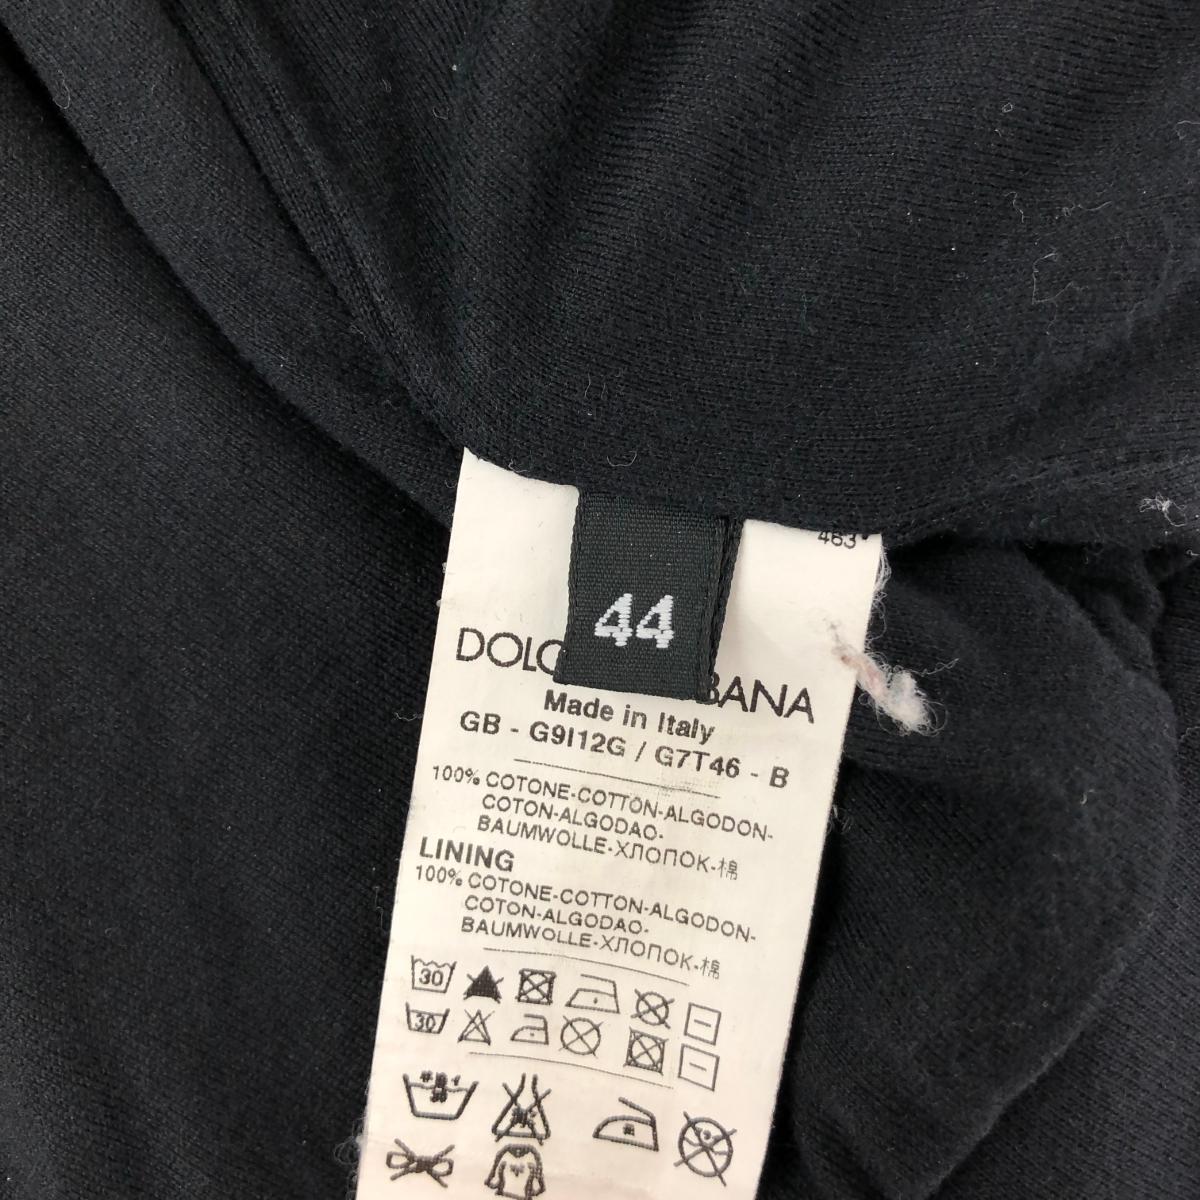 463
44
DOLC BANA
Made in Italy
GB - G9I12G / G7T46 - B
100% COTONE-COTTON-ALGODON-
COTON-ALGODAO-
BAUMWOLLE-ХЛОПОК-棉
LINING
100% COTONE-COTTON-ALGODON-
COTON-ALGODAO-
BAUMWOLLE-ХЛОПОК-棉
30
30